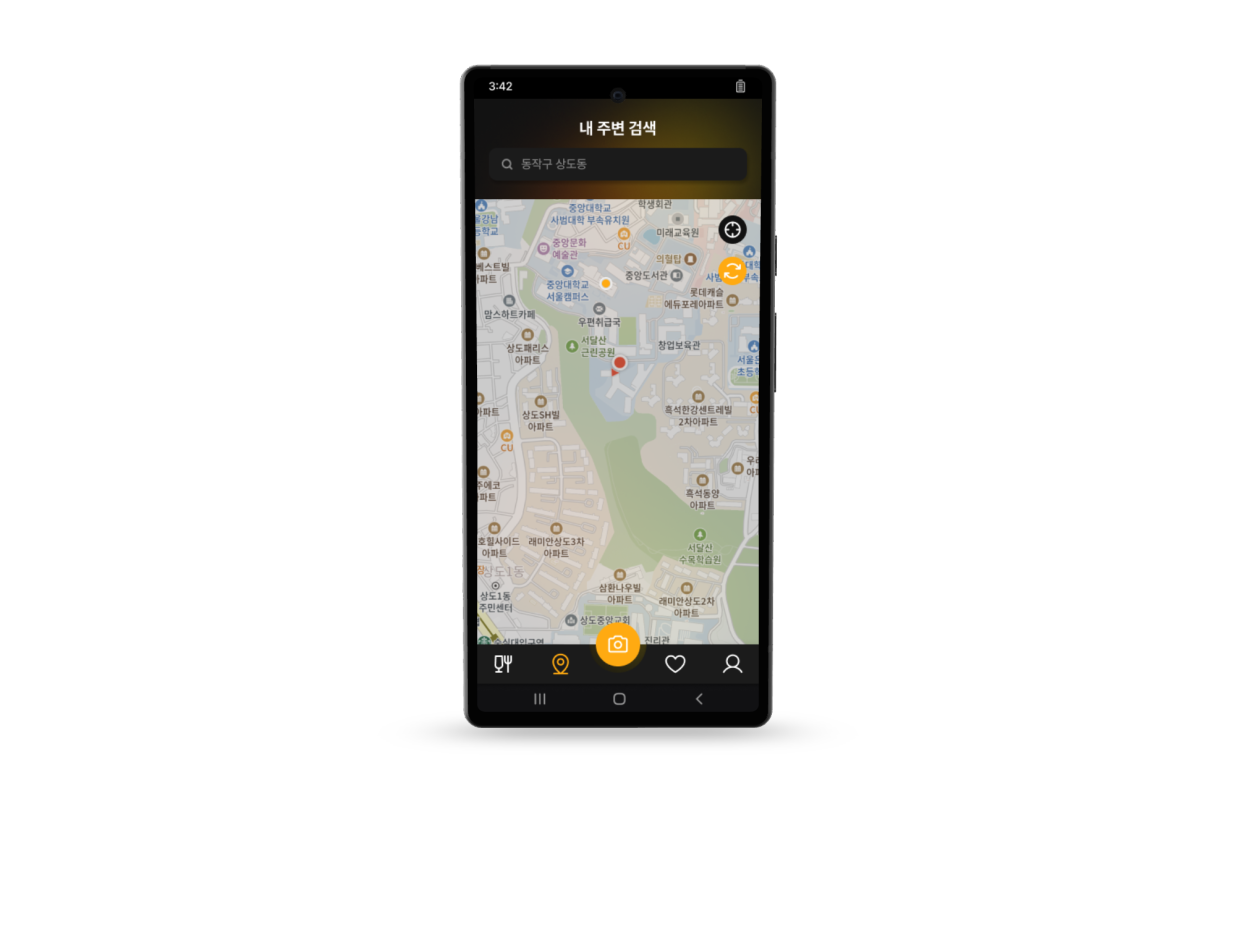 3:42
내 주변 검색
동작구 상도동
학생회관
중앙대학교
사범대학 부속유치원
미래교육원
CU
중앙문화
예술관
의혈탑
베스트빌
중앙도서관
중앙대학교
서울캠퍼스
롯데캐슬
에듀포레아파트
맘스하트카페
우편취급국
서달산
근린공원
창업보육관
상도패리스
아파트
흑석한강센트레빌
2차아파트
상도SH빌
아파트
CU
CU
흑석동양
아파트
래미안상도3차
아파트
호힐사이드
아파트
서달산
수목학습원
상도1동
상도1동
주민센터
삼환나우빌
아파트
래미안상도2차
아파트
상도중앙교회
진리관